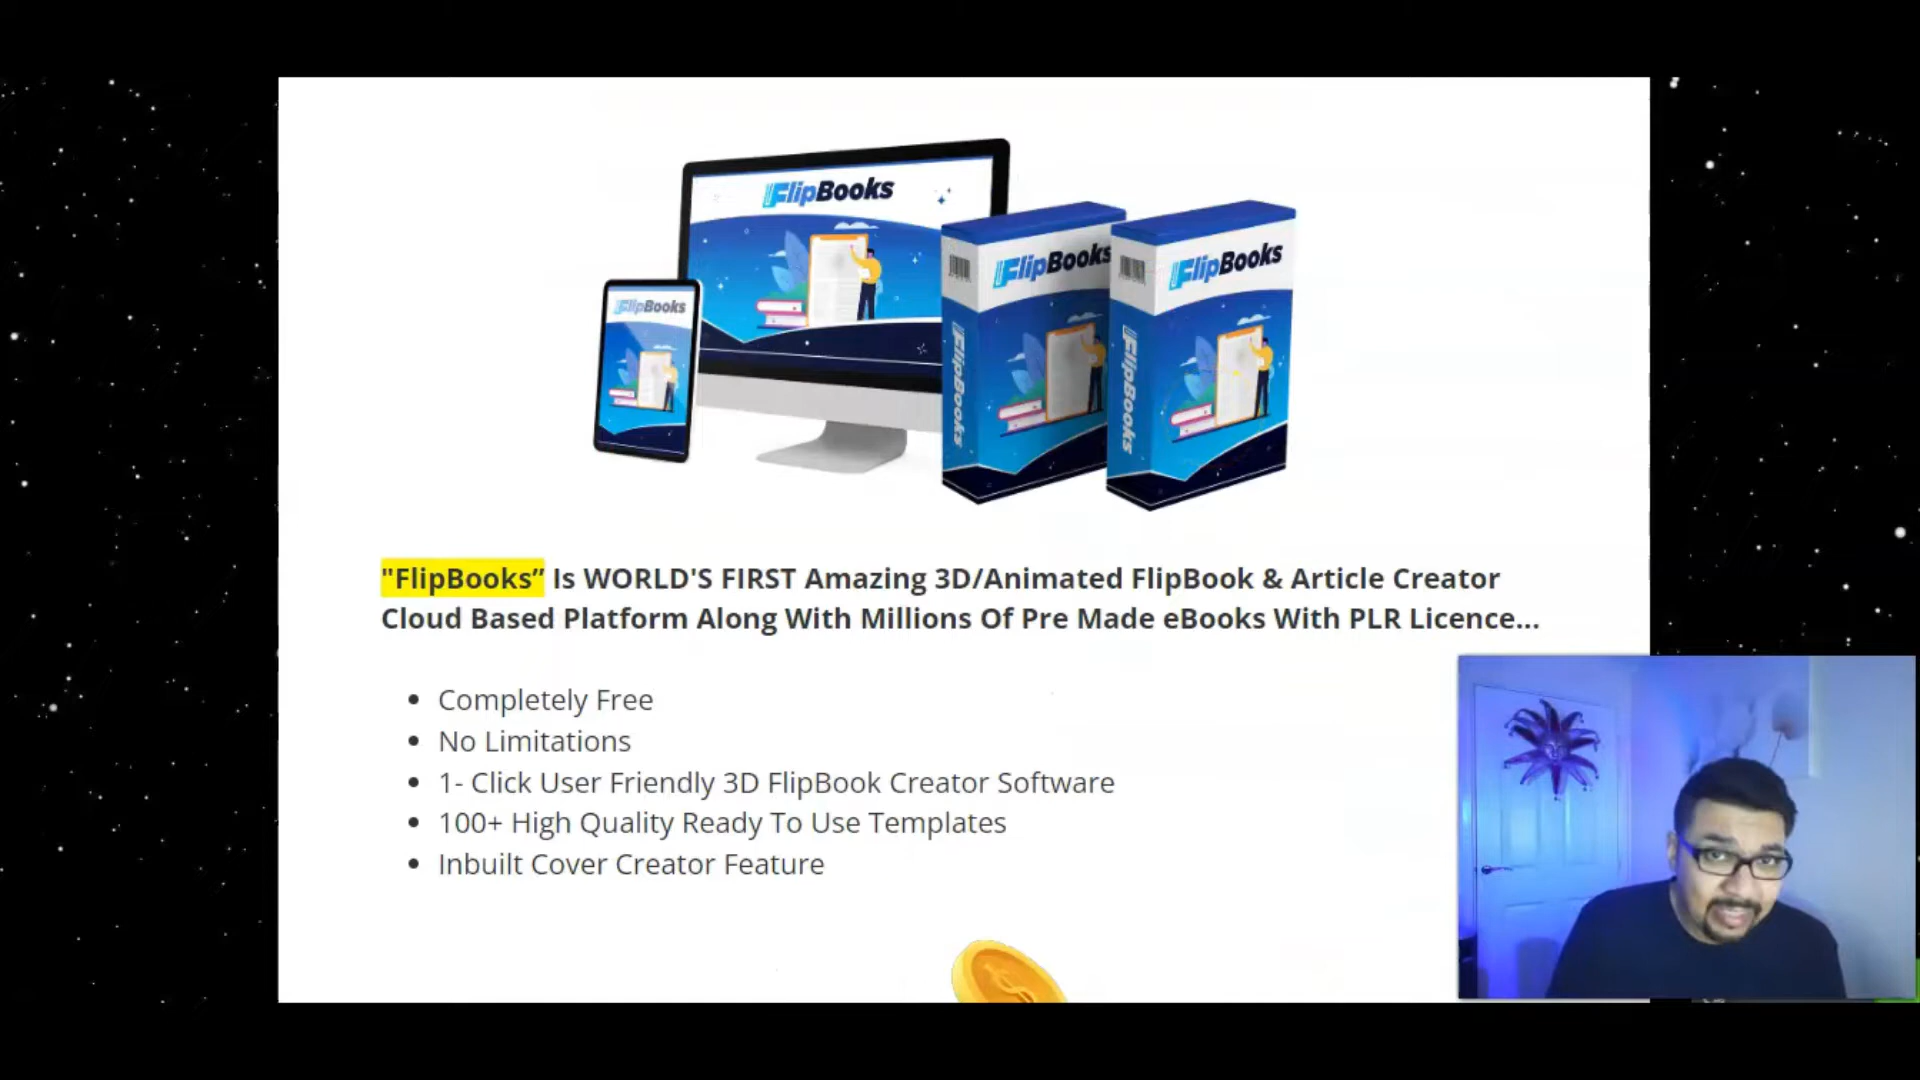 FlipBooks
FlipBooks
FlipBooks
FlipBooks
FlipBooks
FlipBooks
"FlipBooks” Is WORLD'S FIRST Amazing 3D/Animated FlipBook & Article Creator
Cloud Based Platform Along With Millions Of Pre Made eBooks With PLR Licence...
• Completely Free
• No Limitations
• 1- Click User Friendly 3D FlipBook Creator Software
• 100+ High Quality Ready To Use Templates
• Inbuilt Cover Creator Feature